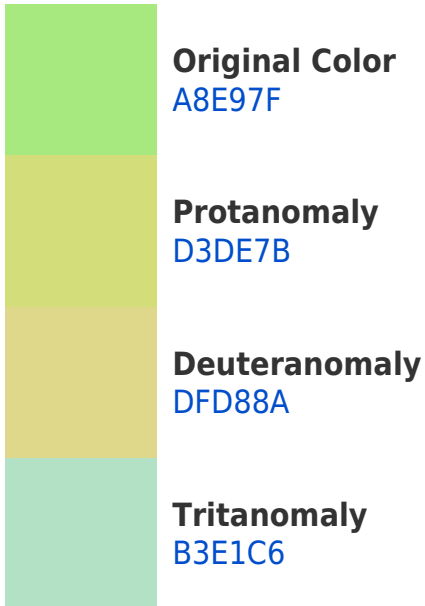 Original Color
A8E97F
Protanomaly
D3DE7B
Deuteranomaly
DFD88A
Tritanomaly
B3E1C6